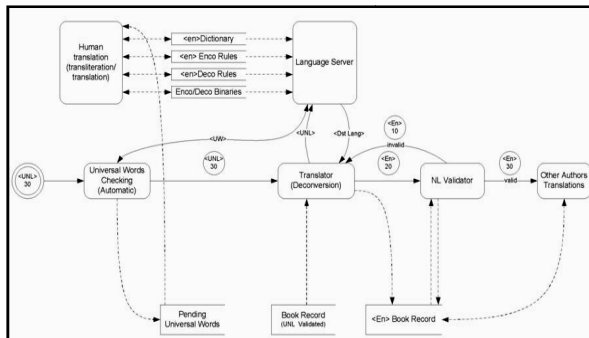 Human
translation
(transliteration/
translation)
<en>Dictionary
<en> Enco Rules
<en>Deco Rules
Enco/Deco Binaries
Language Server
<UW>
<UNL>
<Dst Lang>
<En>
10
invalid
<UNL>
30
Universal Words
Checking
(Automatic)
<UNL>
30
Translator
(Deconversion)
<En>
20
NL Validator
<En>
30
valid
Other Authors
Translations
Pending
Universal Words
Book Record
(UNL Validated)
<En> Book Record